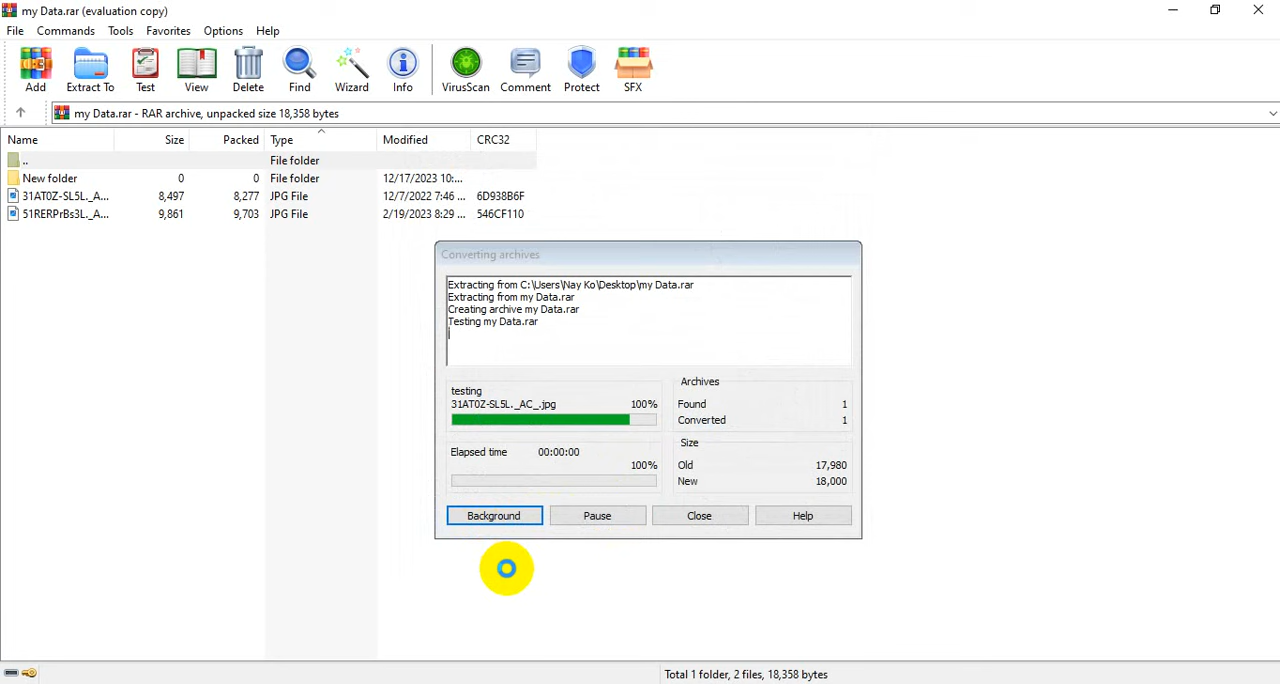 my Data.rar (evaluation copy)
File Commands Tools Favorites Options Help
Add Extract To Test View Delete Find Wizard Info VirusScan Comment Protect SFX
my Data.rar - RAR archive, unpacked size 18,358 bytes
Name Size Packed Type Modified CRC32
.. File folder
New folder 0 0 File folder 12/17/2023 10:...
31AT0Z-SL5L._A... 8,497 8,277 JPG File 12/7/2022 7:46 ... 6D938B6F
51RERPrBs3L._A... 9,861 9,703 JPG File 2/19/2023 8:29 ... 546CF110
Converting archives
Extracting from C:\Users\Nay Ko\Desktop\my Data.rar
Extracting from my Data.rar
Creating archive my Data.rar
Testing my Data.rar
testing
31AT0Z-SL5L._AC_.jpg 100%
Elapsed time 00:00:00
100%
Archives
Found 1
Converted 1
Size
Old 17,980
New 18,000
Background Pause Close Help
Total 1 folder, 2 files, 18,358 bytes